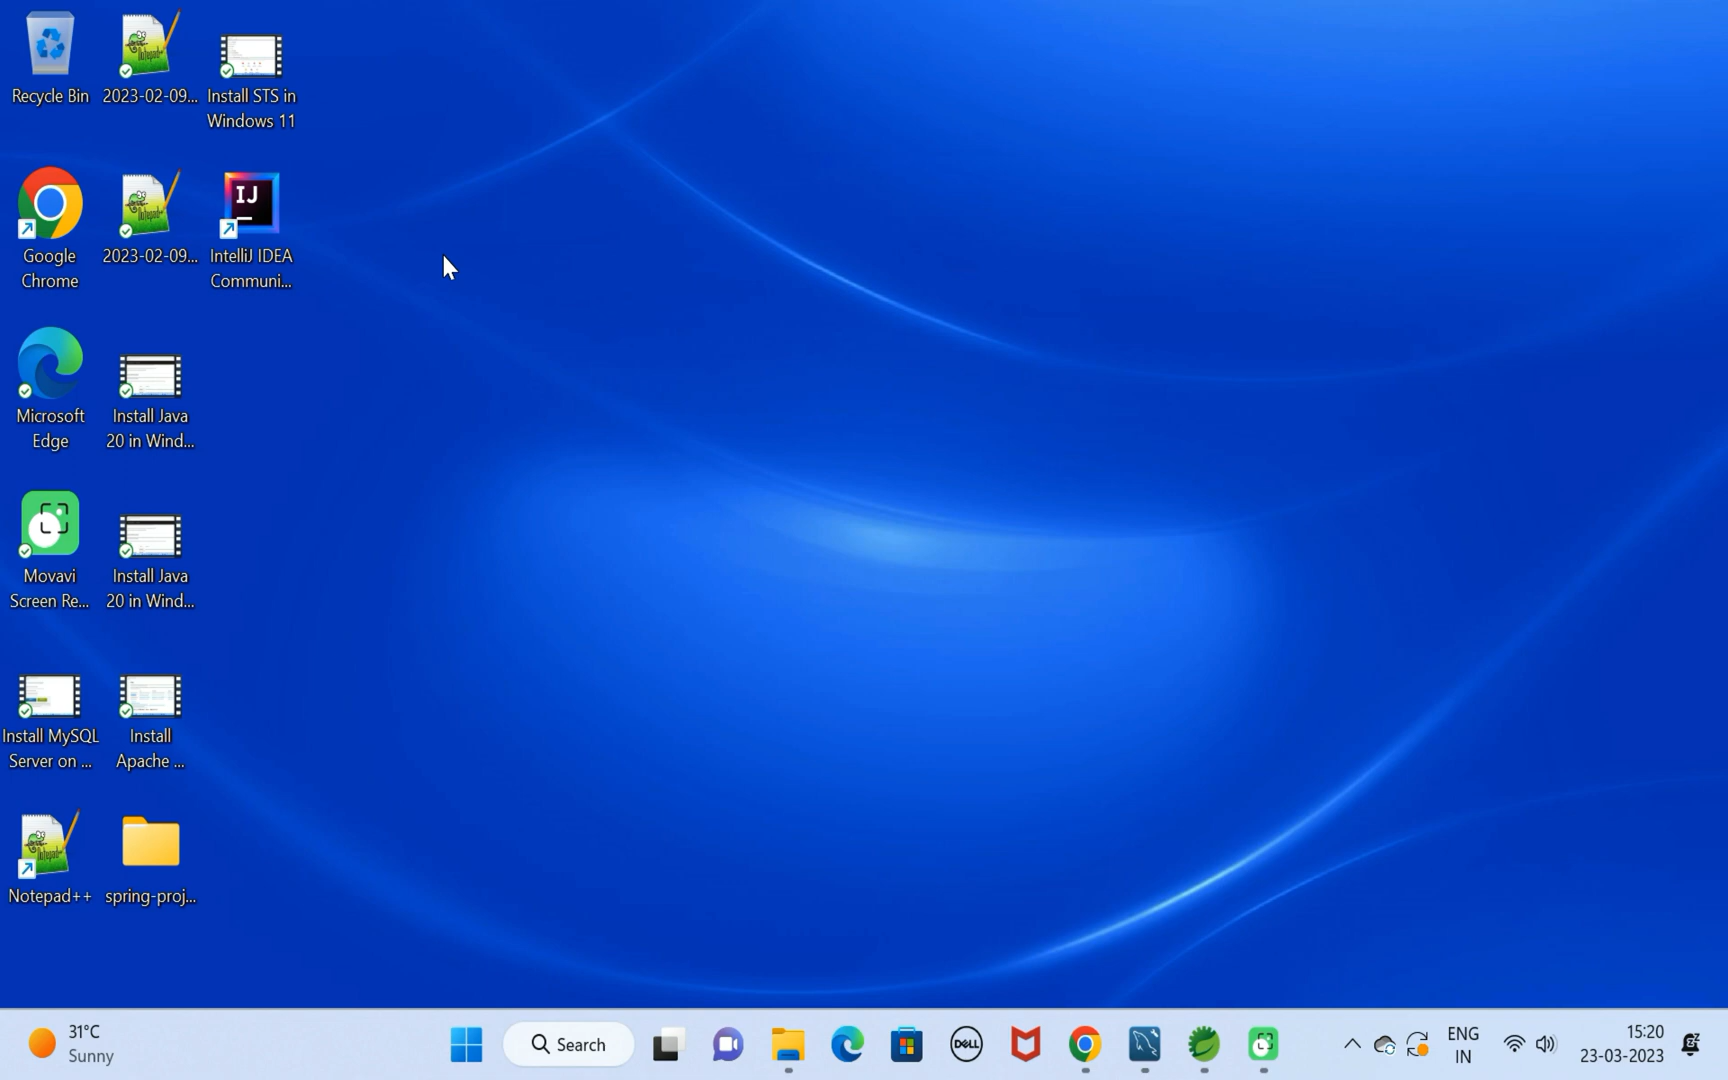 Recycle Bin
2023-02-09...
Install STS in
Windows 11
Google
Chrome
2023-02-09...
IJ
IntelliJ IDEA
Communi...
Microsoft
Edge
Install Java
20 in Wind...
Movavi
Screen Re...
Install Java
20 in Wind...
Install MySQL
Server on ...
Install
Apache ...
Notepad++
spring-proj...
31°C
Sunny
Search
DELL
ENG
IN
15:20
23-03-2023